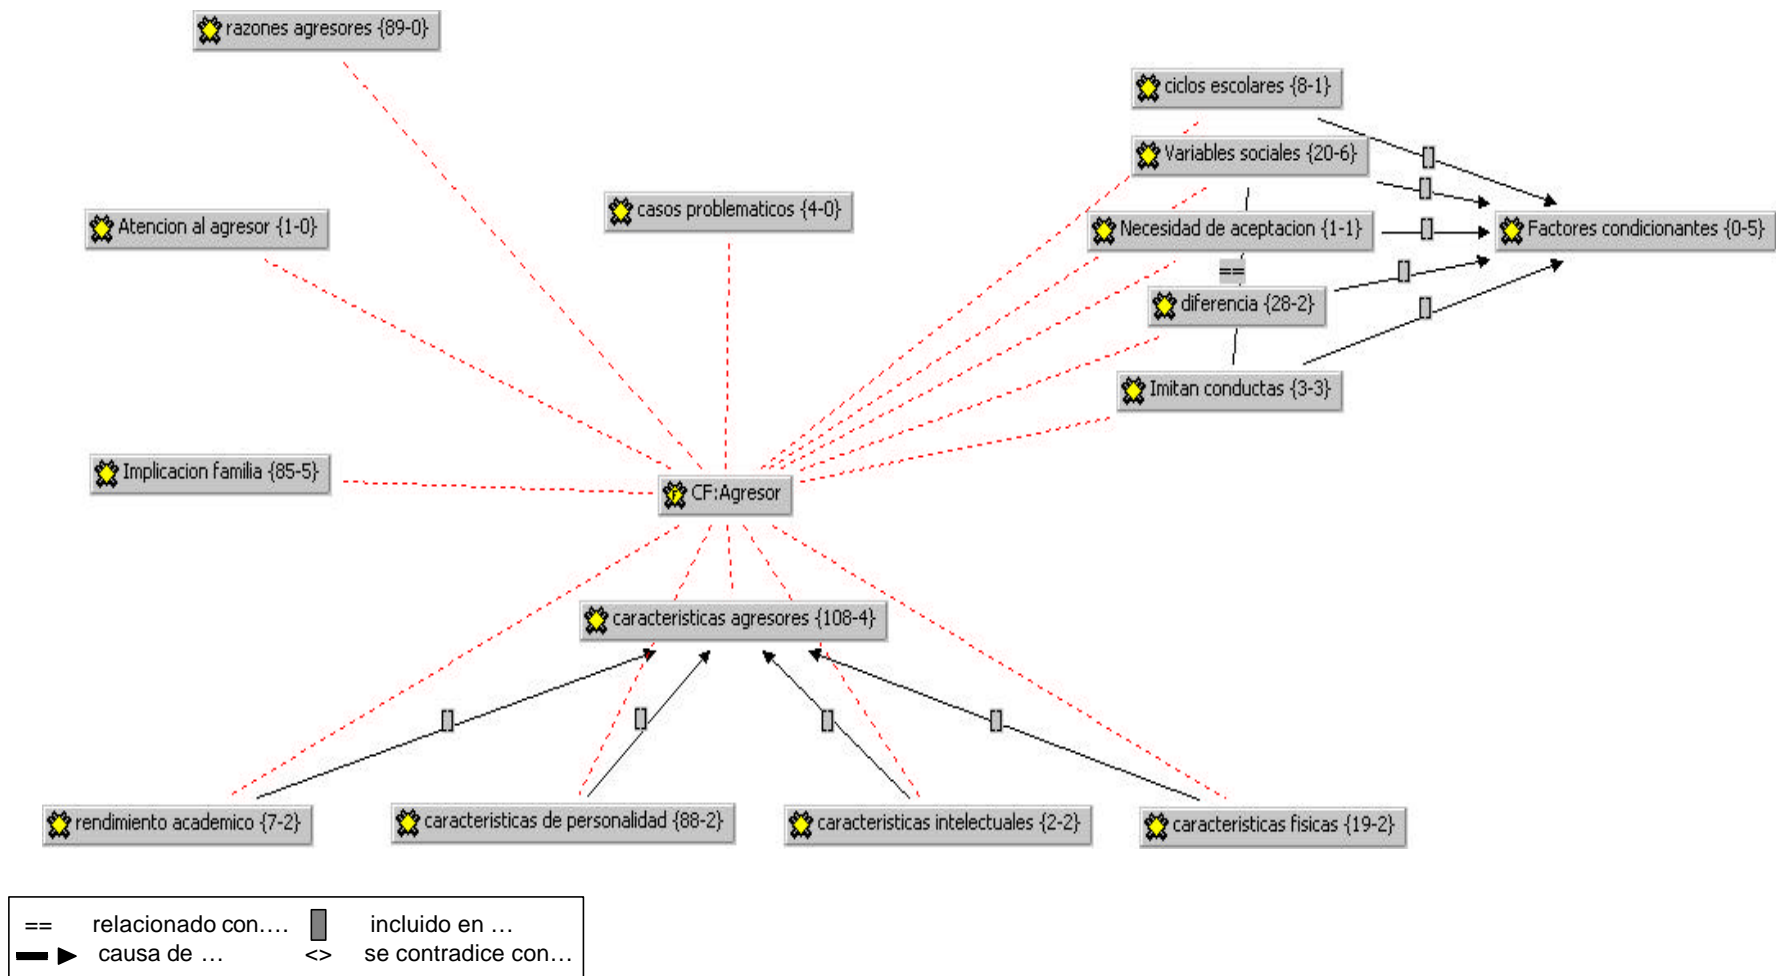 razones agresores {89-0}
ciclos escolares {8-1}
Variables sociales {20-6}
casos problematicos {4-0}
Atencion al agresor {1-0}
Necesidad de aceptacion {1-1}
Factores condicionantes {0-5}
==
diferencia {28-2}
Imitan conductas {3-3}
Implicacion familia {85-5}
CF:Agresor
caracteristicas agresores {108-4}
rendimiento academico {7-2}
caracteristicas de personalidad {88-2}
caracteristicas intelectuales {2-2}
caracteristicas fisicas {19-2}
== relacionado con.... incluido en ...
causa de ... <> se contradice con...